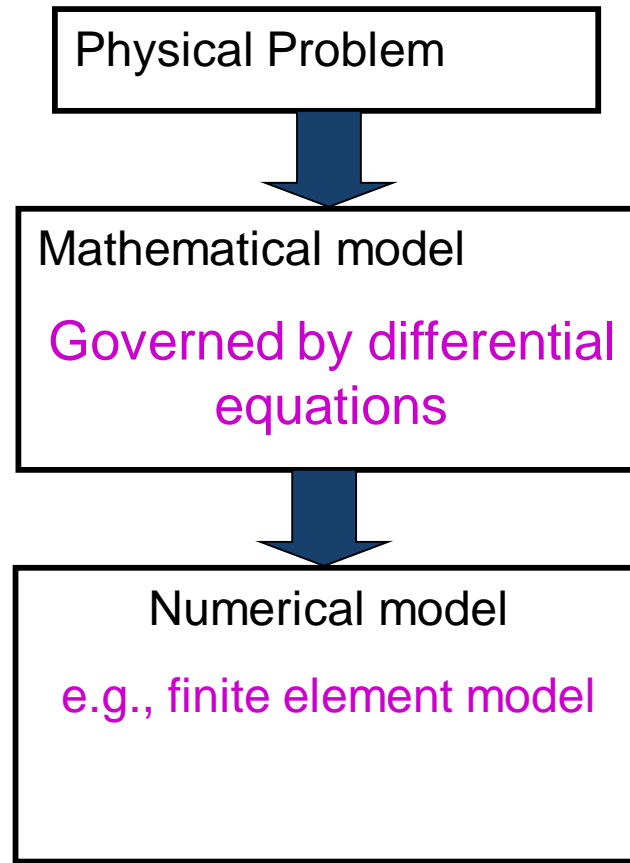 Physical Problem
Mathematical model
Governed by differential
equations
Numerical model
e.g., finite element model